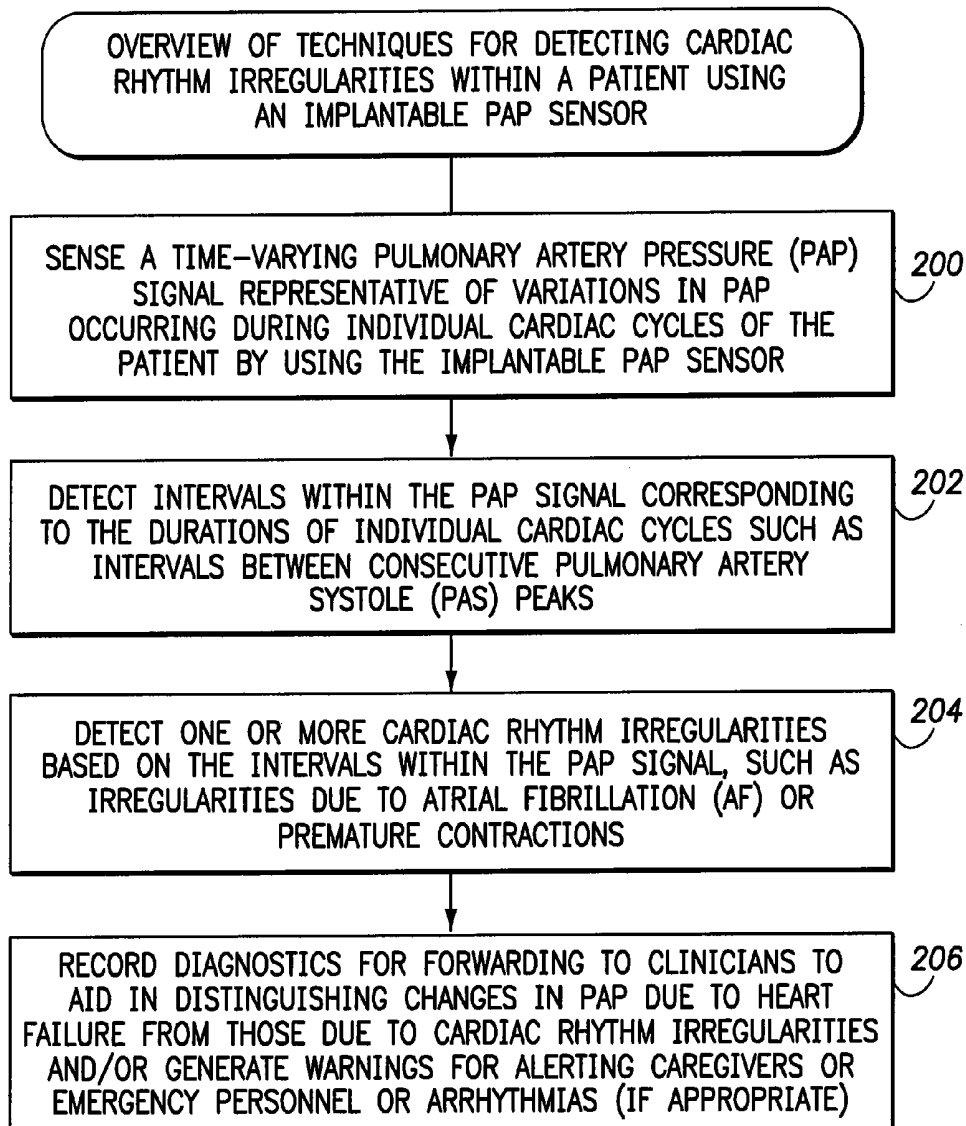 OVERVIEW OF TECHNIQUES FOR DETECTING CARDIAC
RHYTHM IRREGULARITIES WITHIN A PATIENT USING
AN IMPLANTABLE PAP SENSOR
SENSE A TIME-VARYING PULMONARY ARTERY PRESSURE (PAP)
SIGNAL REPRESENTATIVE OF VARIATIONS IN PAP
OCCURRING DURING INDIVIDUAL CARDIAC CYCLES OF THE
PATIENT BY USING THE IMPLANTABLE PAP SENSOR
200
DETECT INTERVALS WITHIN THE PAP SIGNAL CORRESPONDING
TO THE DURATIONS OF INDIVIDUAL CARDIAC CYCLES SUCH AS
INTERVALS BETWEEN CONSECUTIVE PULMONARY ARTERY
SYSTOLE (PAS) PEAKS
202
DETECT ONE OR MORE CARDIAC RHYTHM IRREGULARITIES
BASED ON THE INTERVALS WITHIN THE PAP SIGNAL, SUCH AS
IRREGULARITIES DUE TO ATRIAL FIBRILLATION (AF) OR
PREMATURE CONTRACTIONS
204
RECORD DIAGNOSTICS FOR FORWARDING TO CLINICIANS TO
AID IN DISTINGUISHING CHANGES IN PAP DUE TO HEART
FAILURE FROM THOSE DUE TO CARDIAC RHYTHM IRREGULARITIES
AND/OR GENERATE WARNINGS FOR ALERTING CAREGIVERS OR
EMERGENCY PERSONNEL OR ARRHYTHMIAS (IF APPROPRIATE)
206